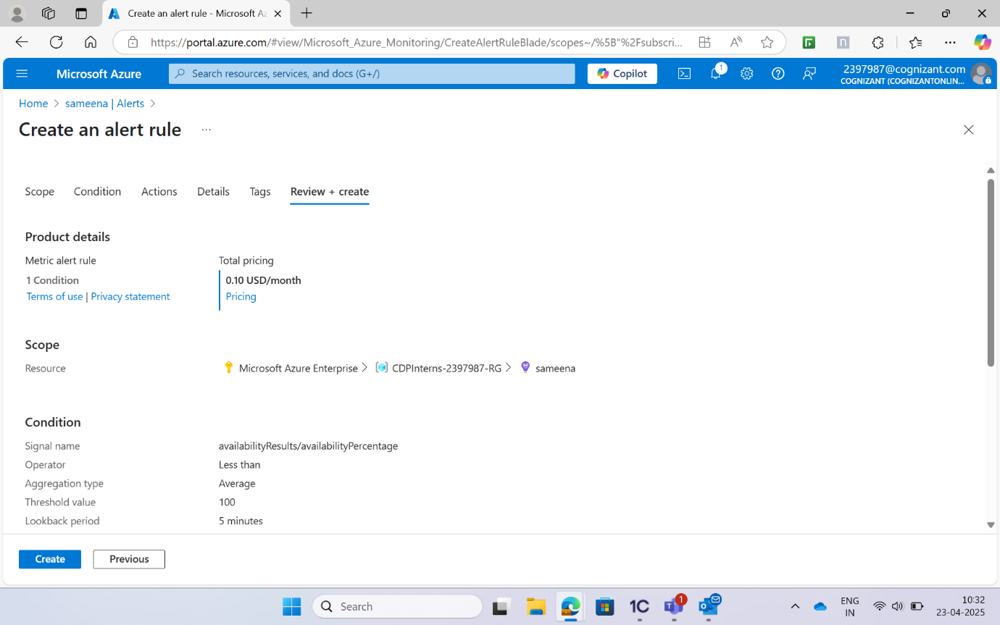 Create an alert rule - Microsoft Az
https://portal.azure.com/#view/Microsoft_Azure_Monitoring/CreateAlertRuleBlade/scopes~/%5B"%2Fsubscri...
Microsoft Azure
Search resources, services, and docs (G+/)
Copilot
1
2397987@cognizant.com
COGNIZANT (COGNIZANTONLIN...
Home > sameena | Alerts >
Create an alert rule ...
Scope Condition Actions Details Tags Review + create
Product details
Metric alert rule Total pricing
1 Condition 0.10 USD/month
Terms of use | Privacy statement Pricing
Scope
Resource Microsoft Azure Enterprise > CDPInterns-2397987-RG > sameena
Condition
Signal name availabilityResults/availabilityPercentage
Operator Less than
Aggregation type Average
Threshold value 100
Lookback period 5 minutes
Create Previous
Search
1C
1
ENG
IN
10:32
23-04-2025